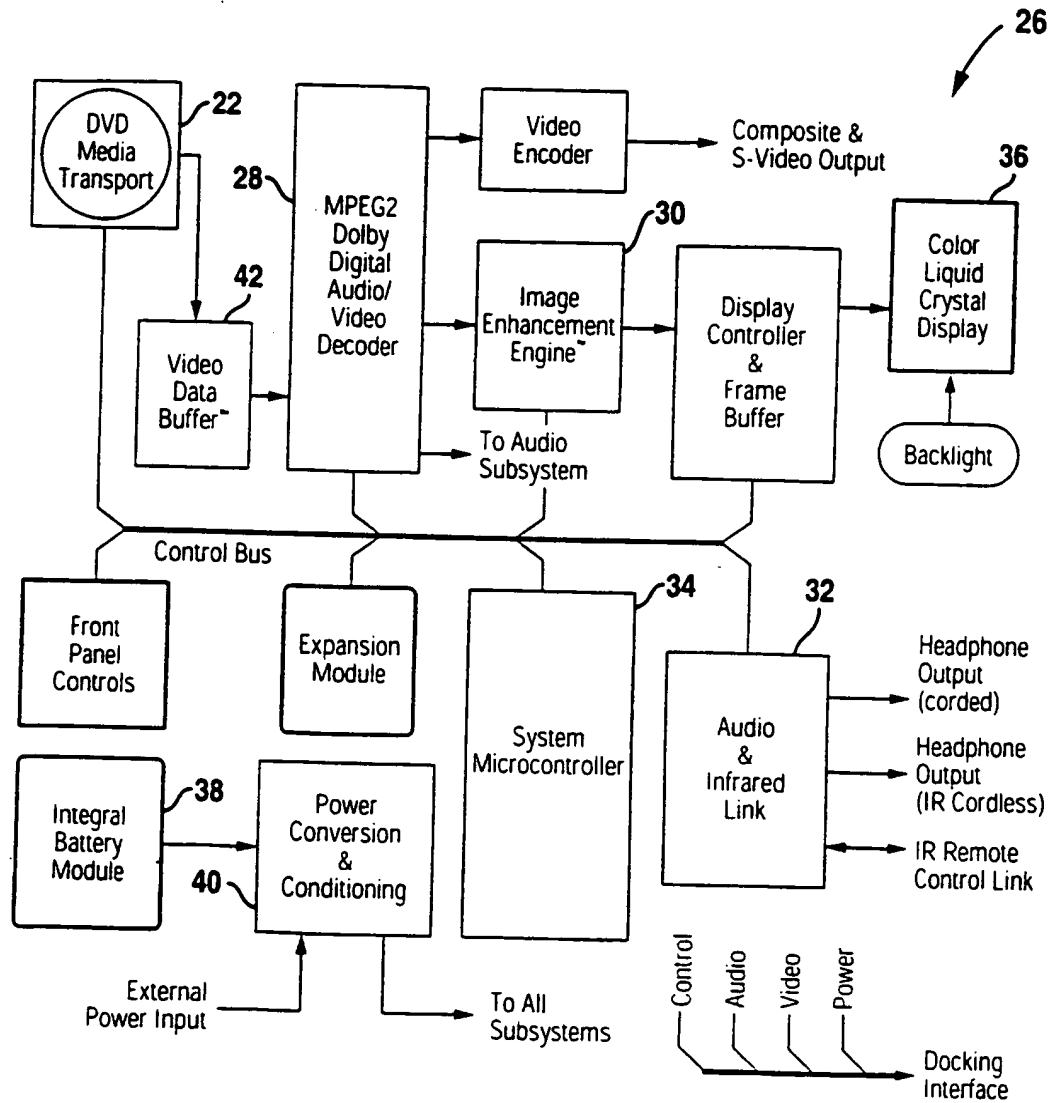 26
DVD
Media
Transport
22
28
MPEG2
Dolby
Digital
Audio/
Video
Decoder
Video
Encoder
Composite &
S-Video Output
36
Color
Liquid
Crystal
Display
30
Image
Enhancement
Engine™
Display
Controller
&
Frame
Buffer
42
Video
Data
Buffer™
To Audio
Subsystem
Backlight
Control Bus
Front
Panel
Controls
Expansion
Module
34
System
Microcontroller
32
Audio
&
Infrared
Link
Headphone
Output
(corded)
Headphone
Output
(IR Cordless)
IR Remote
Control Link
Integral
Battery
Module
38
Power
Conversion
&
Conditioning
40
External
Power Input
To All
Subsystems
Control
Audio
Video
Power
Docking
Interface